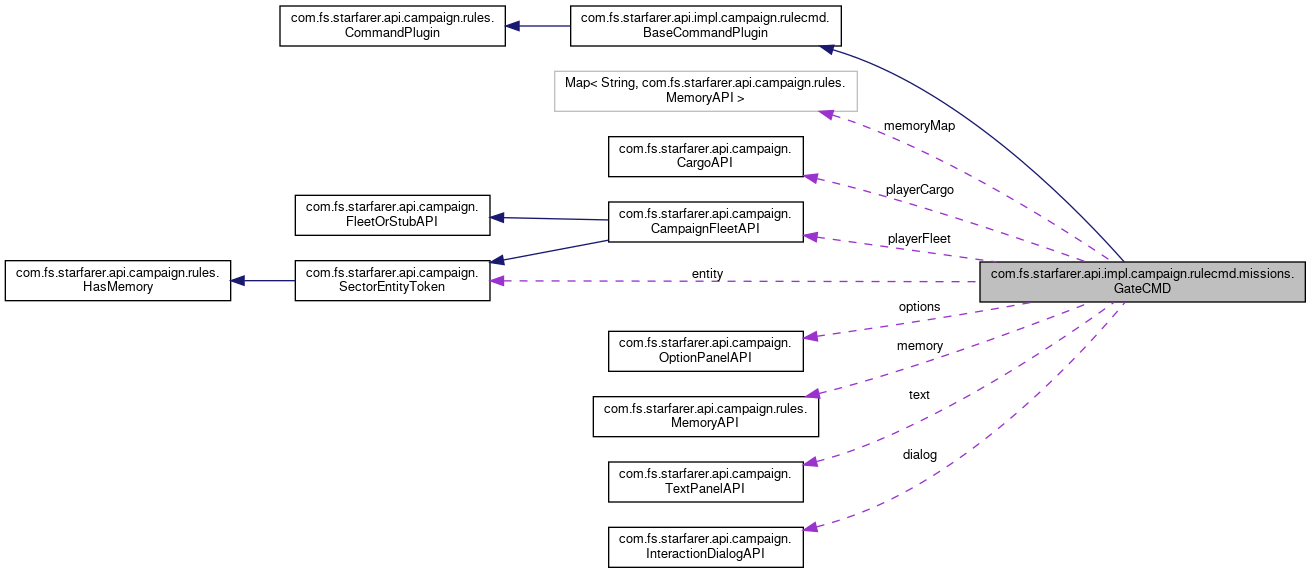 com.fs.starfarer.api.campaign.rules.
CommandPlugin
com.fs.starfarer.api.impl.campaign.rulecmd.
BaseCommandPlugin
Map< String, com.fs.starfarer.api.campaign.rules.
MemoryAPI >
memoryMap
com.fs.starfarer.api.campaign.
CargoAPI
playerCargo
com.fs.starfarer.api.campaign.
FleetOrStubAPI
com.fs.starfarer.api.campaign.
CampaignFleetAPI
playerFleet
com.fs.starfarer.api.campaign.rules.
HasMemory
com.fs.starfarer.api.campaign.
SectorEntityToken
entity
com.fs.starfarer.api.impl.campaign.rulecmd.missions.
GateCMD
options
com.fs.starfarer.api.campaign.
OptionPanelAPI
memory
com.fs.starfarer.api.campaign.rules.
MemoryAPI
text
com.fs.starfarer.api.campaign.
TextPanelAPI
dialog
com.fs.starfarer.api.campaign.
InteractionDialogAPI